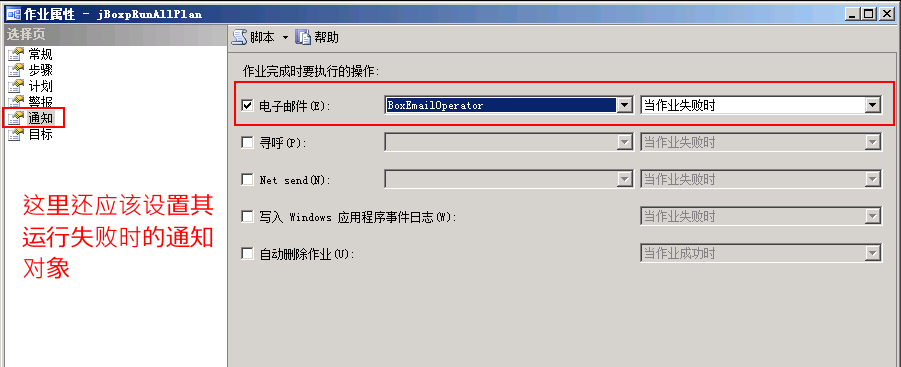 作业属性 - jBoxpRunAllPlan
选择页
常规
步骤
计划
警报
通知
目标
这里还应该设置其
运行失败时的通知
对象
脚本 帮助
作业完成时要执行的操作:
电子邮件(E): BoxEmailOperator 当作业失败时
寻呼(P): 当作业失败时
Net send(N): 当作业失败时
写入 Windows 应用程序事件日志(W): 当作业失败时
自动删除作业(U): 当作业成功时